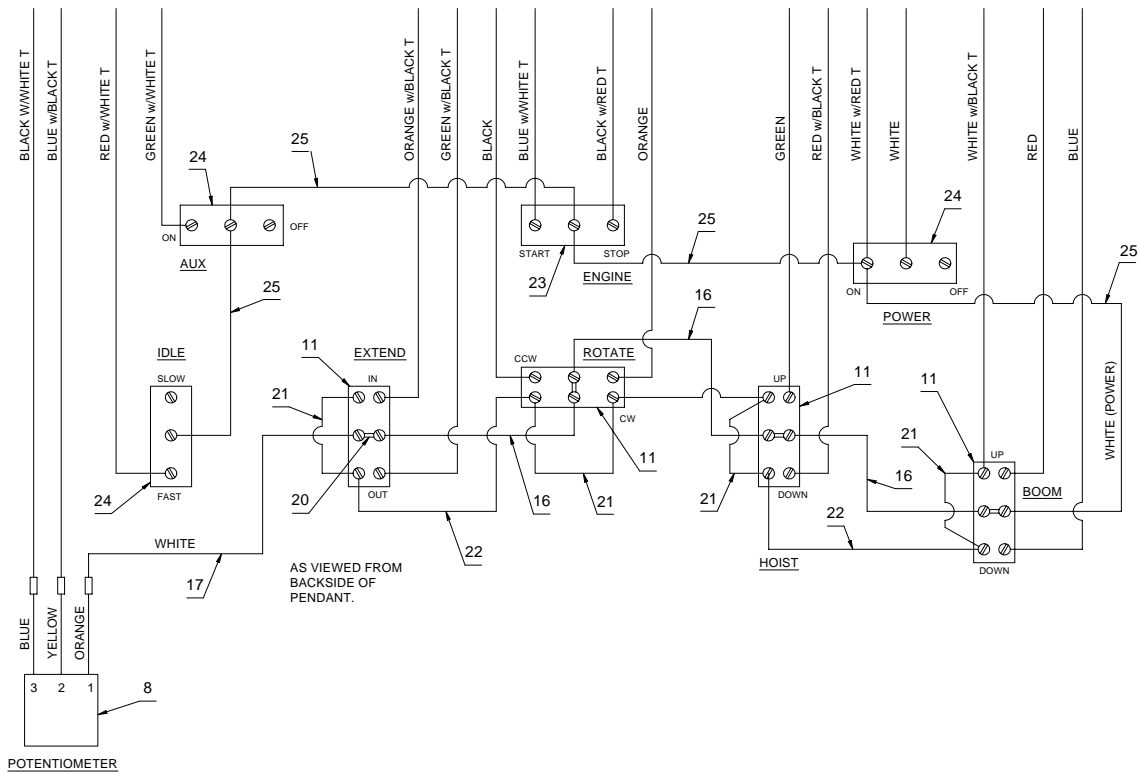 BLACK W/WHITE T
BLUE w/BLACK T
RED w/WHITE T
GREEN w/WHITE T
ORANGE w/BLACK T
GREEN w/BLACK T
BLACK
BLUE w/WHITE T
BLACK w/RED T
ORANGE
GREEN
RED w/BLACK T
WHITE w/RED T
WHITE
WHITE w/BLACK T
RED
BLUE
24
25
ON
OFF
AUX
START
STOP
23
ENGINE
25
24
ON
OFF
POWER
25
25
16
IDLE
SLOW
FAST
24
11
EXTEND
IN
21
20
OUT
16
22
CCW
ROTATE
CW
11
21
UP
11
21
DOWN
HOIST
16
22
11
21
UP
BOOM
DOWN
WHITE (POWER)
WHITE
17
AS VIEWED FROM
BACKSIDE OF
PENDANT.
BLUE
YELLOW
ORANGE
3 2 1
8
POTENTIOMETER